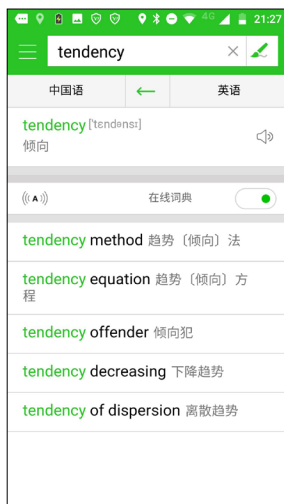 4G 21:27
tendency
中国语 ← 英语
tendency ['tɛndənsɪ]
倾向
((A)) 在线词典
tendency method 趋势〔倾向〕法
tendency equation 趋势〔倾向〕方
程
tendency offender 倾向犯
tendency decreasing 下降趋势
tendency of dispersion 离散趋势